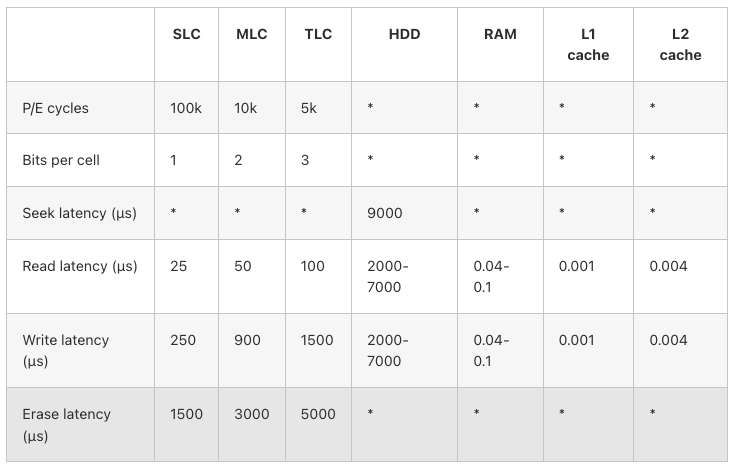 SLC MLC TLC HDD RAM L1 cache L2 cache
P/E cycles 100k 10k 5k * * * *
Bits per cell 1 2 3 * * * *
Seek latency (µs) * * * 9000 * * *
Read latency (µs) 25 50 100 2000-7000 0.04-0.1 0.001 0.004
Write latency (µs) 250 900 1500 2000-7000 0.04-0.1 0.001 0.004
Erase latency (µs) 1500 3000 5000 * * * *